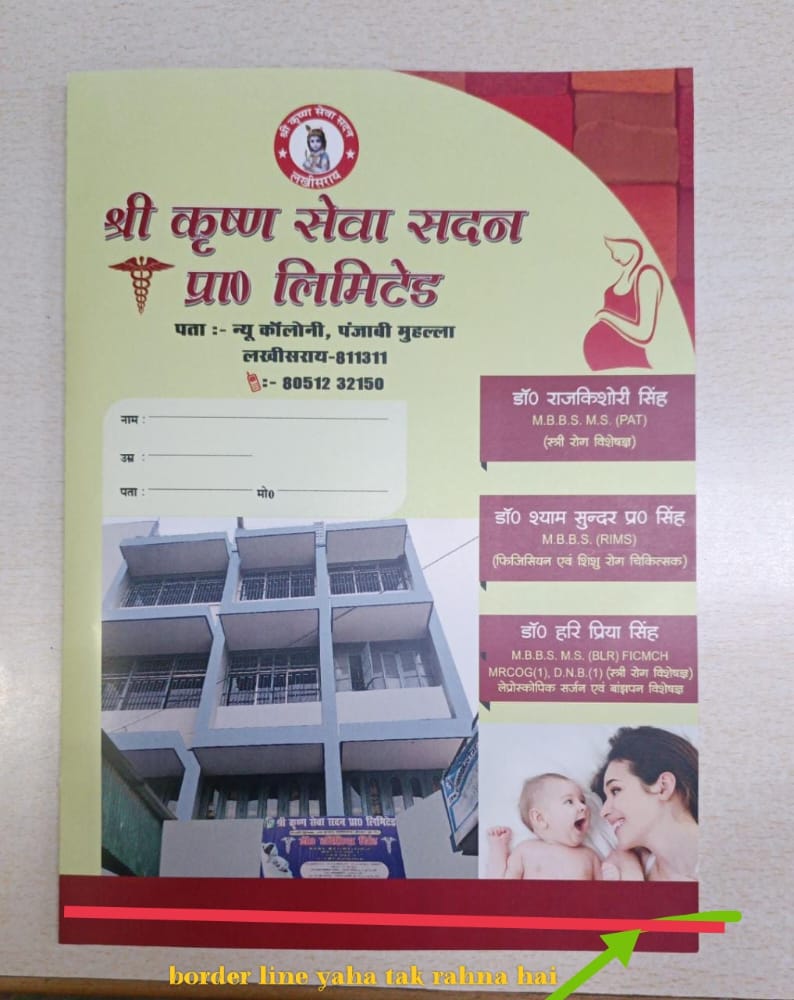 श्री कृष्ण सेवा सदन
लखीसराय
श्री कृष्ण सेवा सदन
प्रा0 लिमिटेड
पता :- न्यू कॉलोनी, पंजाबी मुहल्ला
लखीसराय-811311
:- 80512 32150
नाम :
उम्र :
पता : मो0
डॉ0 राजकिशोरी सिंह
M.B.B.S. M.S. (PAT)
(स्त्री रोग विशेषज्ञ)
डॉ0 श्याम सुन्दर प्र0 सिंह
M.B.B.S. (RIMS)
(फिजिसियन एवं शिशु रोग चिकित्सक)
डॉ0 हरि प्रिया सिंह
M.B.B.S. M.S. (BLR) FICMCH
MRCOG(1), D.N.B.(1) (स्त्री रोग विशेषज्ञ)
लेप्रोस्कोपिक सर्जन एवं बांझपन विशेषज्ञ
श्री कृष्ण सेवा सदन प्रा0 लिमिटेड
border line yaha tak rahna hai